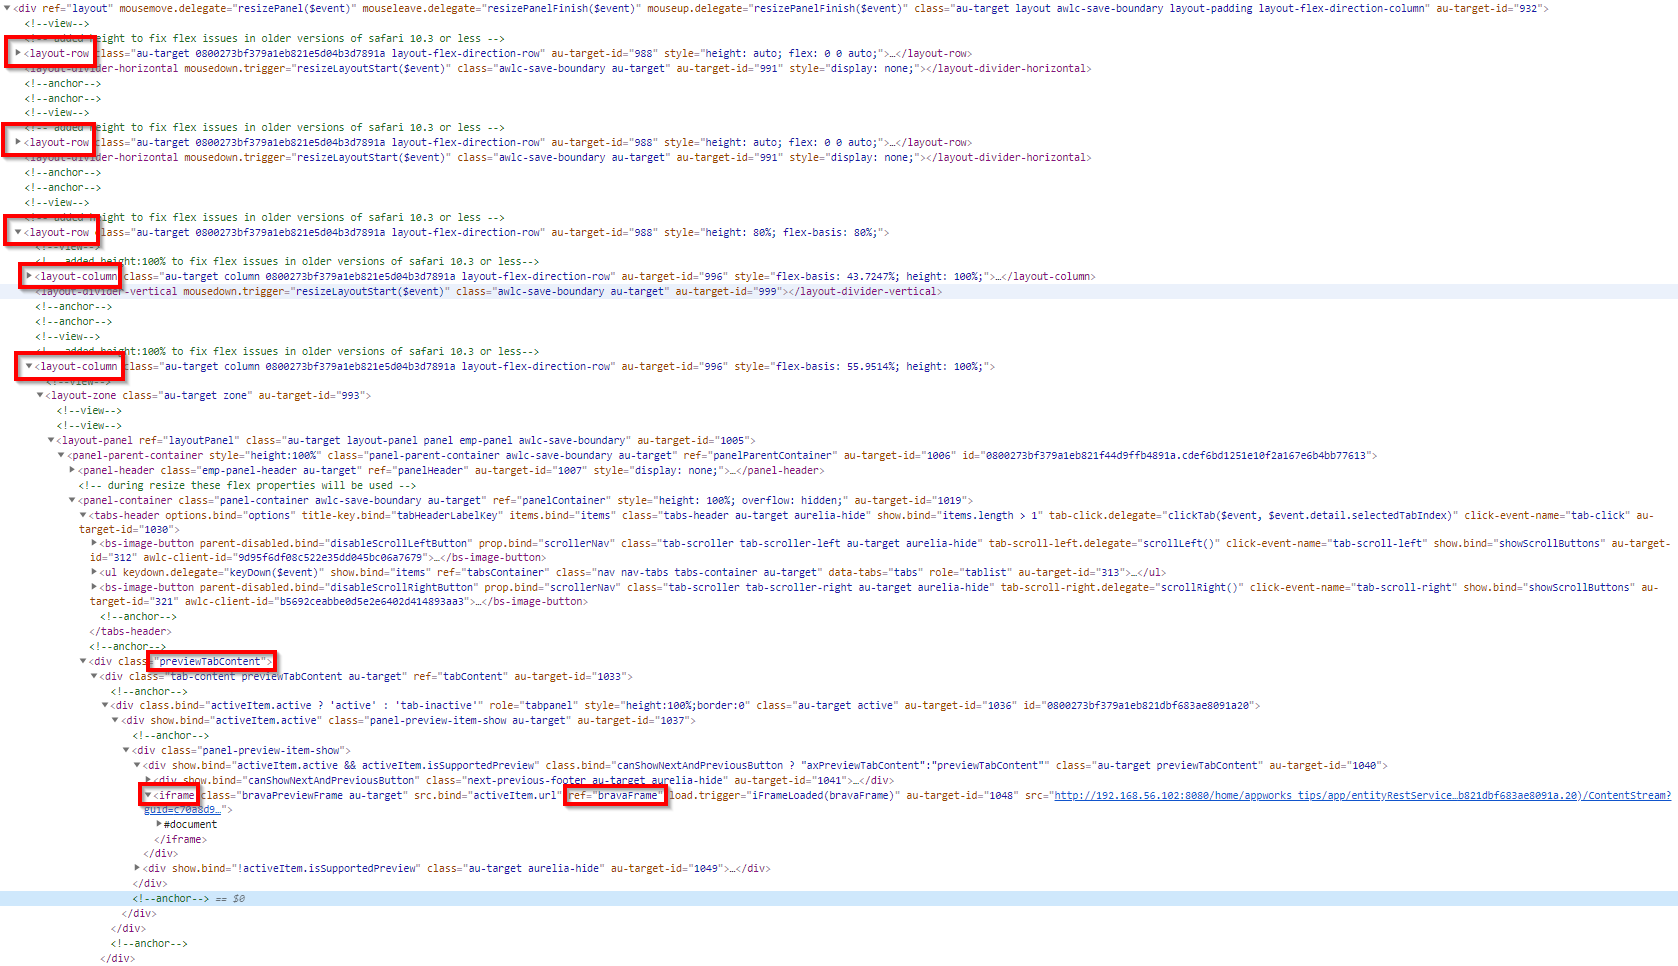 ▼<div ref="layout" mousemove.delegate="resizePanel($event)" mouseleave.delegate="resizePanelFinish($event)" mouseup.delegate="resizePanelFinish($event)" class="au-target layout awlc-save-boundary layout-padding layout-flex-direction-column" au-target-id="932">
<!--view-->
<!-- added height to fix flex issues in older versions of safari 10.3 or less -->
▶<layout-row class="au-target 0800273bf379a1eb821e5d04b3d7891a layout-flex-direction-row" au-target-id="988" style="height: auto; flex: 0 0 auto;">…</layout-row>
<layout-divider-horizontal mousedown.trigger="resizeLayoutStart($event)" class="awlc-save-boundary au-target" au-target-id="991" style="display: none;"></layout-divider-horizontal>
<!--anchor-->
<!--anchor-->
<!--view-->
<!-- added height to fix flex issues in older versions of safari 10.3 or less -->
▶<layout-row class="au-target 0800273bf379a1eb821e5d04b3d7891a layout-flex-direction-row" au-target-id="988" style="height: auto; flex: 0 0 auto;">…</layout-row>
<layout-divider-horizontal mousedown.trigger="resizeLayoutStart($event)" class="awlc-save-boundary au-target" au-target-id="991" style="display: none;"></layout-divider-horizontal>
<!--anchor-->
<!--anchor-->
<!--view-->
<!-- added height to fix flex issues in older versions of safari 10.3 or less -->
▼<layout-row class="au-target 0800273bf379a1eb821e5d04b3d7891a layout-flex-direction-row" au-target-id="988" style="height: 80%; flex-basis: 80%;">
<!--view-->
<!-- added height:100% to fix flex issues in older versions of safari 10.3 or less-->
▶<layout-column class="au-target column 0800273bf379a1eb821e5d04b3d7891a layout-flex-direction-row" au-target-id="996" style="flex-basis: 43.7247%; height: 100%;">…</layout-column>
<layout-divider-vertical mousedown.trigger="resizeLayoutStart($event)" class="awlc-save-boundary au-target" au-target-id="999"></layout-divider-vertical>
<!--anchor-->
<!--anchor-->
<!--view-->
<!-- added height:100% to fix flex issues in older versions of safari 10.3 or less-->
▼<layout-column class="au-target column 0800273bf379a1eb821e5d04b3d7891a layout-flex-direction-row" au-target-id="996" style="flex-basis: 55.9514%; height: 100%;">
<!--view-->
▼<layout-zone class="au-target zone" au-target-id="993">
<!--view-->
<!--view-->
▼<layout-panel ref="layoutPanel" class="au-target layout-panel panel emp-panel awlc-save-boundary" au-target-id="1005">
▼<panel-parent-container style="height:100%" class="panel-parent-container awlc-save-boundary au-target" ref="panelParentContainer" au-target-id="1006" id="0800273bf379a1eb821f44d9ffb4891a.cdef6bd1251e10f2a167e6b4bb77613">
▶<panel-header class="emp-panel-header au-target" ref="panelHeader" au-target-id="1007" style="display: none;">…</panel-header>
<!-- during resize these flex properties will be used -->
▼<panel-container class="panel-container awlc-save-boundary au-target" ref="panelContainer" style="height: 100%; overflow: hidden;" au-target-id="1019">
▼<tabs-header options.bind="options" title-key.bind="tabHeaderLabelKey" items.bind="items" class="tabs-header au-target aurelia-hide" show.bind="items.length > 1" tab-click.delegate="clickTab($event, $event.detail.selectedTabIndex)" click-event-name="tab-click" au-
target-id="1030">
▶<bs-image-button parent-disabled.bind="disableScrollLeftButton" prop.bind="scrollerNav" class="tab-scroller tab-scroller-left au-target aurelia-hide" tab-scroll-left.delegate="scrollLeft()" click-event-name="tab-scroll-left" show.bind="showScrollButtons" au-target-
id="312" awlc-client-id="9d95f6df08c522e35dd045bc06a7679">…</bs-image-button>
▶<ul keydown.delegate="keyDown($event)" show.bind="items" ref="tabsContainer" class="nav nav-tabs tabs-container au-target" data-tabs="tabs" role="tablist" au-target-id="313">…</ul>
▶<bs-image-button parent-disabled.bind="disableScrollRightButton" prop.bind="scrollerNav" class="tab-scroller tab-scroller-right au-target aurelia-hide" tab-scroll-right.delegate="scrollRight()" click-event-name="tab-scroll-right" show.bind="showScrollButtons" au-
target-id="321" awlc-client-id="b5692ceabbe0d5e2e6402d414893aa3">…</bs-image-button>
<!--anchor-->
</tabs-header>
<!--anchor-->
▼<div class="previewTabContent">
▼<div class="tab-content previewTabContent au-target" ref="tabContent" au-target-id="1033">
<!--anchor-->
▼<div class.bind="activeItem.active ? 'active' : 'tab-inactive'" role="tabpanel" style="height:100%;border:0" class="au-target active" au-target-id="1036" id="0800273bf379a1eb821dbf683ae8091a20">
▼<div show.bind="activeItem.active" class="panel-preview-item-show au-target" au-target-id="1037">
<!--anchor-->
▼<div class="panel-preview-item-show">
▼<div show.bind="activeItem.active && activeItem.isSupportedPreview" class.bind="canShowNextAndPreviousButton ? "axPreviewTabContent":"previewTabContent"" class="au-target previewTabContent" au-target-id="1040">
▶<div show.bind="canShowNextAndPreviousButton" class="next-previous-footer au-target aurelia-hide" au-target-id="1041">…</div>
▼<iframe class="bravaPreviewFrame au-target" src.bind="activeItem.url" ref="bravaFrame" load.trigger="iFrameLoaded(bravaFrame)" au-target-id="1048" src="http://192.168.56.102:8080/home/appworks_tips/app/entityRestService…b821dbf683ae8091a.20)/ContentStream?
guid=c70a8d9…">
▶#document
</iframe>
</div>
▶<div show.bind="!activeItem.isSupportedPreview" class="au-target aurelia-hide" au-target-id="1049">…</div>
</div>
<!--anchor--> == $0
</div>
</div>
<!--anchor-->
</div>